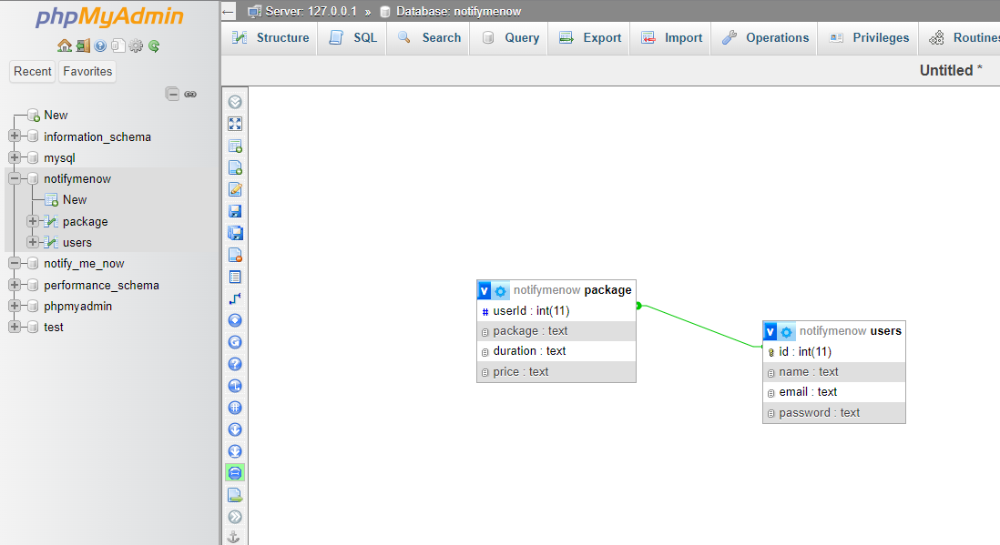 phpMyAdmin
Recent Favorites
New
information_schema
mysql
notifymenow
New
package
users
notify_me_now
performance_schema
phpmyadmin
test
← Server: 127.0.0.1 » Database: notifymenow
Structure SQL Search Query Export Import Operations Privileges Routines
Untitled *
v notifymenow package
# userId : int(11)
package : text
duration : text
price : text
v notifymenow users
id : int(11)
name : text
email : text
password : text